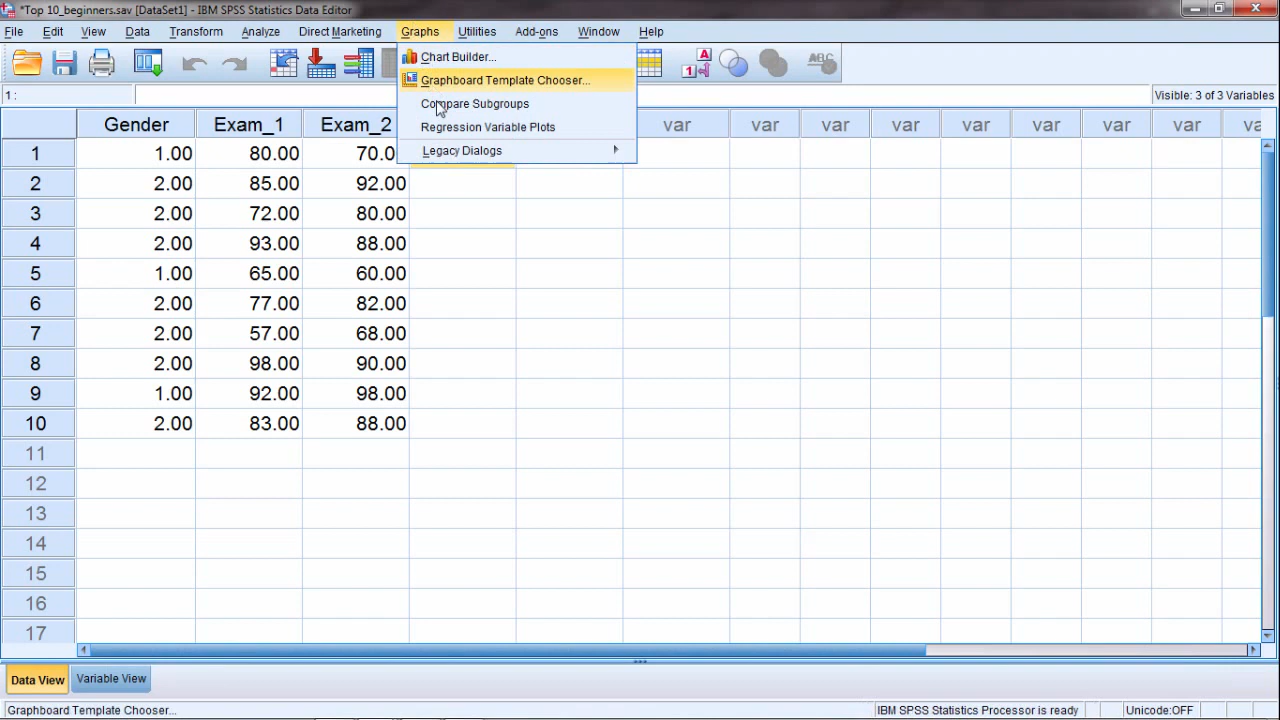 *Top 10_beginners.sav [DataSet1] - IBM SPSS Statistics Data Editor
File Edit View Data Transform Analyze Direct Marketing Graphs Utilities Add-ons Window Help
Chart Builder...
Graphboard Template Chooser...
Compare Subgroups
Regression Variable Plots
Legacy Dialogs
A
ABC
1 :
Visible: 3 of 3 Variables
Gender Exam_1 Exam_2 var var var var var var var va
1 1.00 80.00 70.0
2 2.00 85.00 92.00
3 2.00 72.00 80.00
4 2.00 93.00 88.00
5 1.00 65.00 60.00
6 2.00 77.00 82.00
7 2.00 57.00 68.00
8 2.00 98.00 90.00
9 1.00 92.00 98.00
10 2.00 83.00 88.00
11
12
13
14
15
16
17
Data View Variable View
Graphboard Template Chooser... IBM SPSS Statistics Processor is ready Unicode:OFF